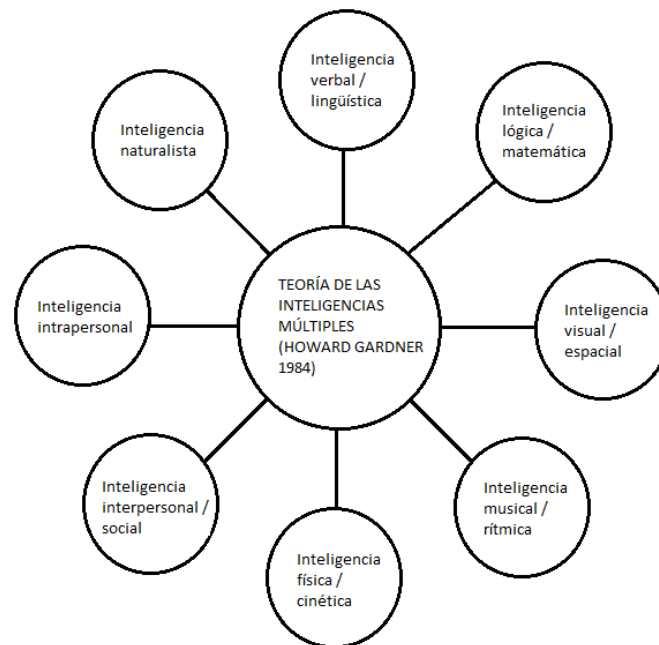 Inteligencia
verbal /
lingüística
Inteligencia
lógica /
matemática
Inteligencia
visual /
espacial
Inteligencia
musical /
rítmica
Inteligencia
física /
cinética
Inteligencia
interpersonal /
social
Inteligencia
intrapersonal
Inteligencia
naturalista
TEORÍA DE LAS
INTELIGENCIAS
MÚLTIPLES
(HOWARD GARDNER
1984)